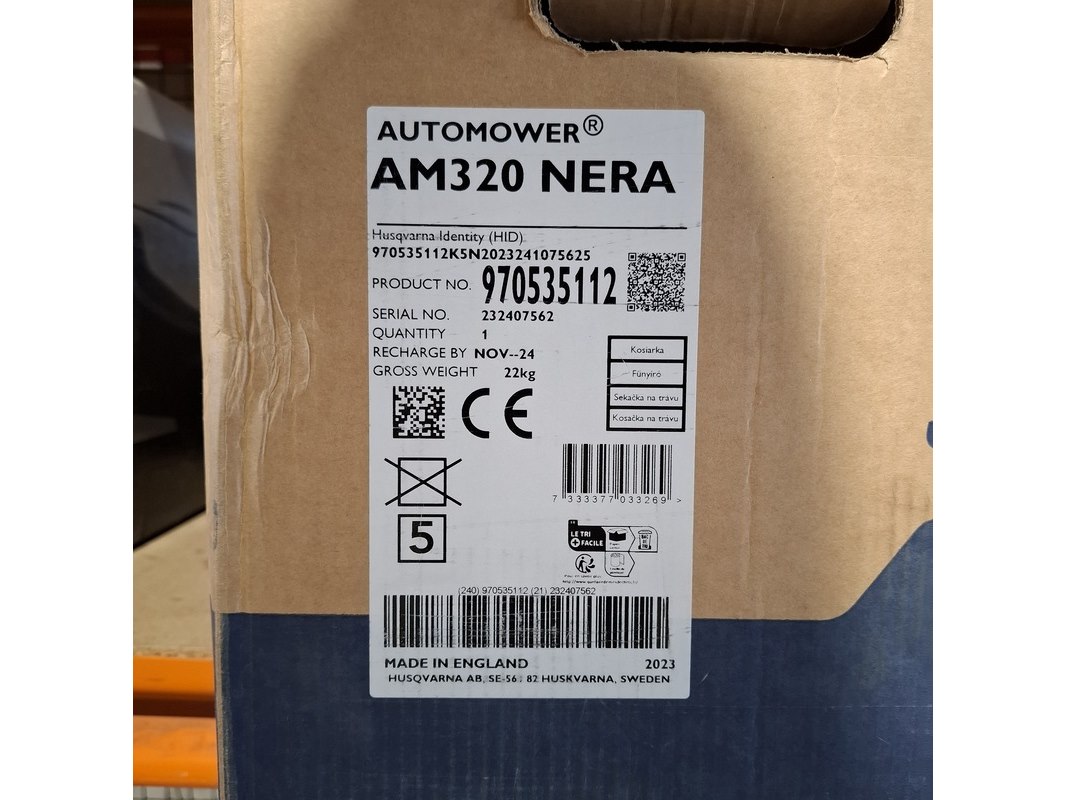 AUTOMOWER®
AM320 NERA
Husqvarna Identity (HID)
970535112K5N2023241075625
PRODUCT NO. 970535112
SERIAL NO. 232407562
QUANTITY 1
RECHARGE BY NOV--24
GROSS WEIGHT 22kg
Kosiarka
Fűnyíró
Sekačka na trávu
Kosačka na trávu
CE
7 333377 033269 >
5
LE TRI
+ FACILE
(240) 970535112 (21) 232407562
MADE IN ENGLAND 2023
HUSQVARNA AB, SE-561 82 HUSKVARNA, SWEDEN